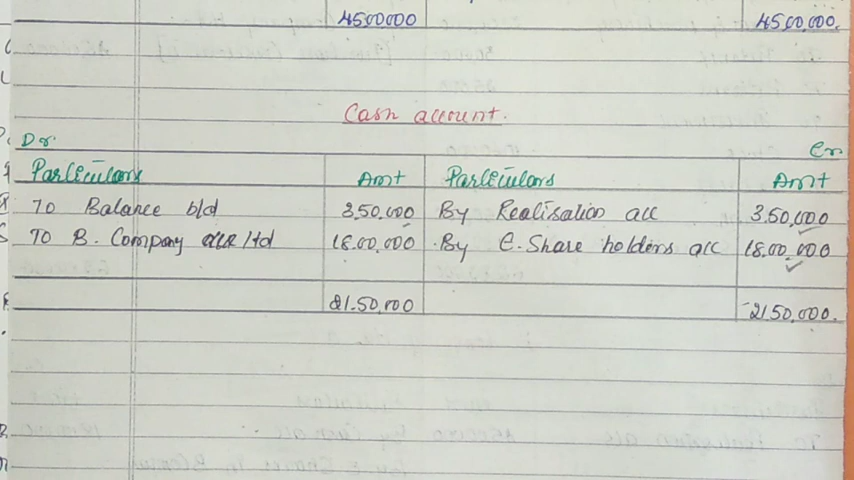 4500000 4500000.
Cash account.
Dr. Cr
Particulars Amt Particulars Amt
To Balance b/d 3,50,000 By Realisation a/c 3,50,000
To B. Company Ltd 18,00,000 By E. Share holders a/c 18,00,000
21,50,000 21,50,000.